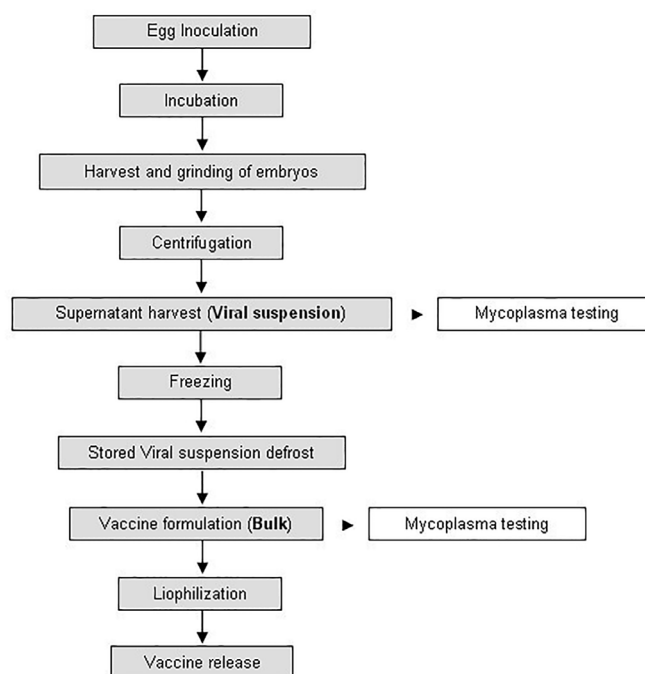 Egg Inoculation
Incubation
Harvest and grinding of embryos
Centrifugation
Supernatant harvest (Viral suspension)
Mycoplasma testing
Freezing
Stored Viral suspension defrost
Vaccine formulation (Bulk)
Mycoplasma testing
Liophilization
Vaccine release